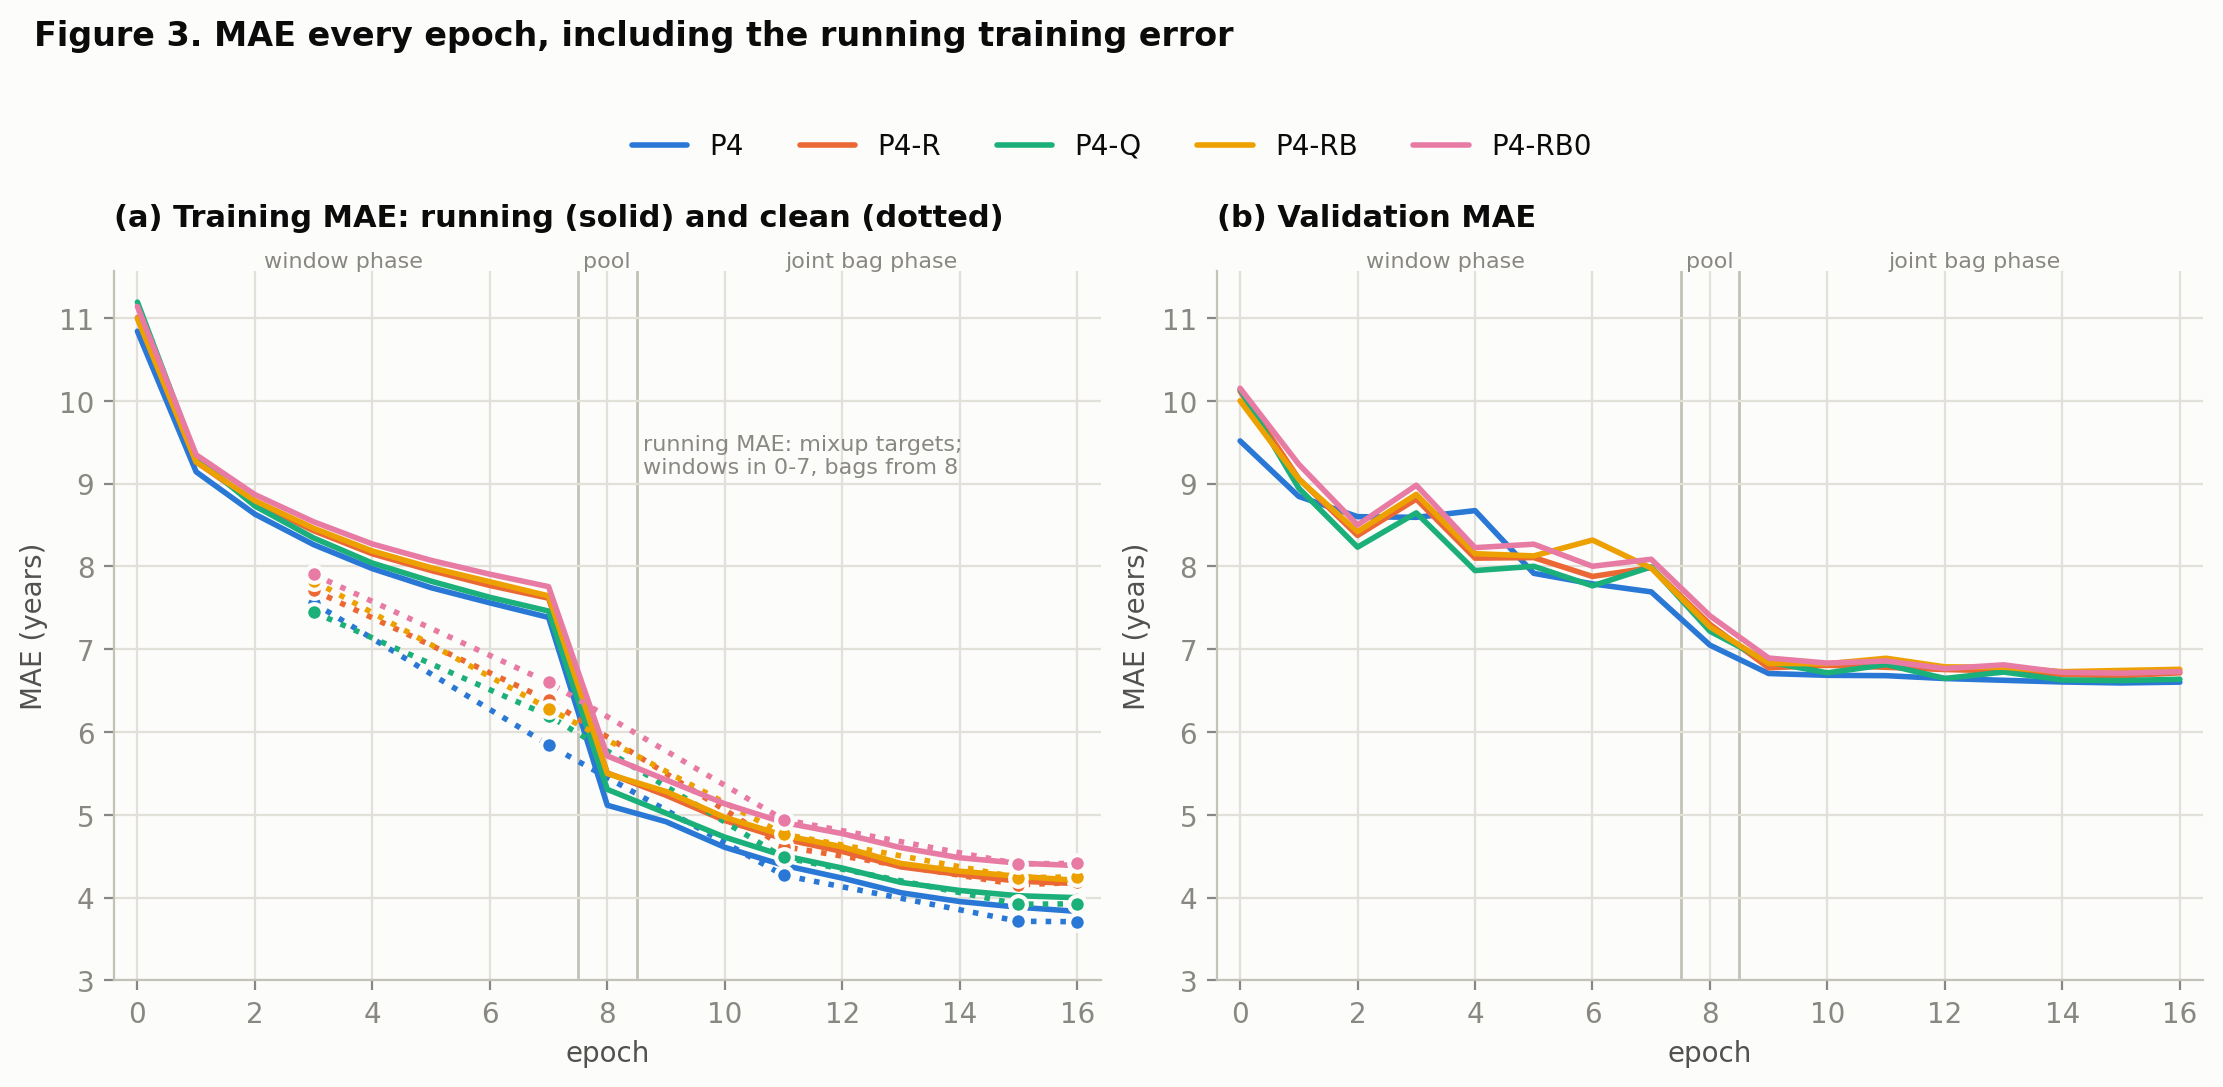 Figure 3. MAE every epoch, including the running training error
P4
P4-R
P4-Q
P4-RB
P4-RB0
(a) Training MAE: running (solid) and clean (dotted)
window phase
pool
joint bag phase
running MAE: mixup targets;
windows in 0-7, bags from 8
11
10
9
8
7
6
5
4
3
MAE (years)
0 2 4 6 8 10 12 14 16
epoch
(b) Validation MAE
window phase
pool
joint bag phase
11
10
9
8
7
6
5
4
3
MAE (years)
0 2 4 6 8 10 12 14 16
epoch